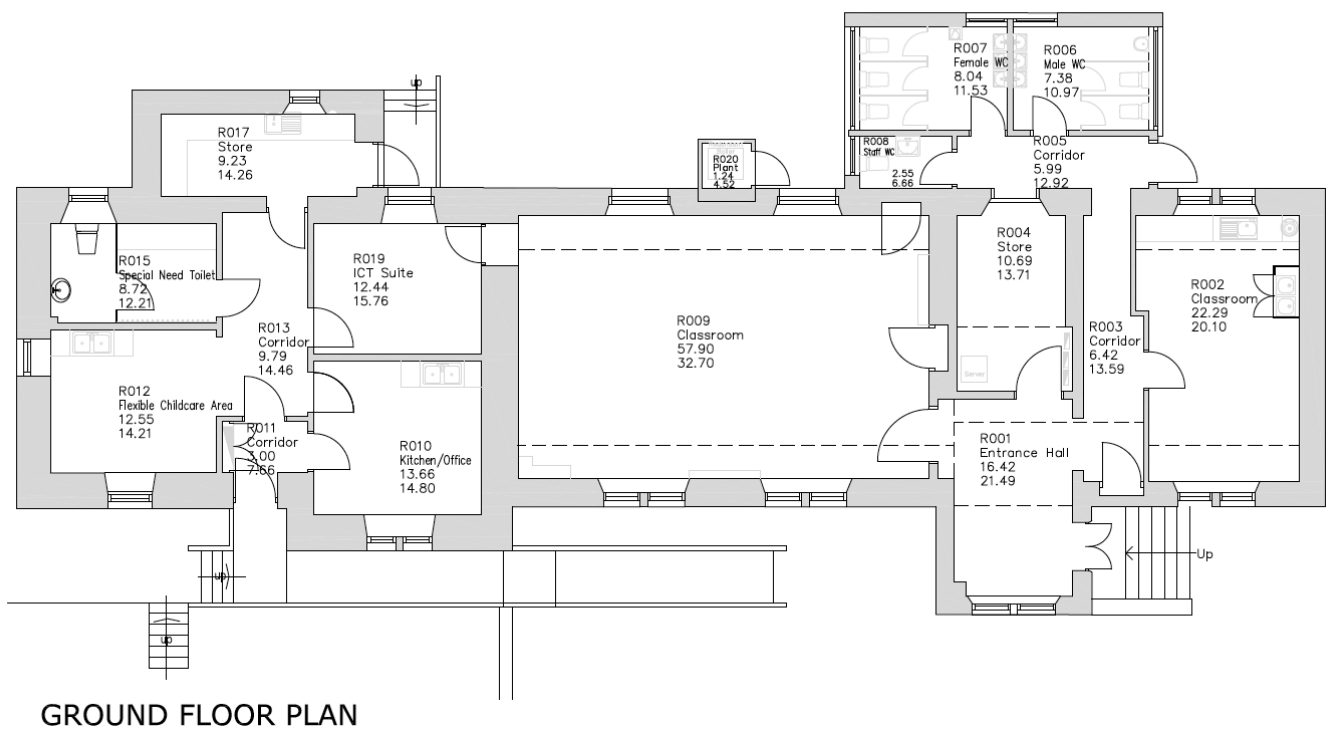 up
R007
Female WC
8.04
11.53
R006
Male WC
7.38
10.97
R017
Store
9.23
14.26
R008
Staff WC
2.55
6.66
R005
Corridor
5.99
12.92
R020
Plant
1.24
4.52
R015
Special Need Toilet
8.72
12.21
R019
ICT Suite
12.44
15.76
R004
Store
10.69
13.71
R002
Classroom
22.29
20.10
R013
Corridor
9.79
14.46
R009
Classroom
57.90
32.70
R003
Corridor
6.42
13.59
Server
R012
Flexible Childcare Area
12.55
14.21
R011
Corridor
3.00
7.66
R010
Kitchen/Office
13.66
14.80
R001
Entrance Hall
16.42
21.49
Up
up
up
GROUND FLOOR PLAN